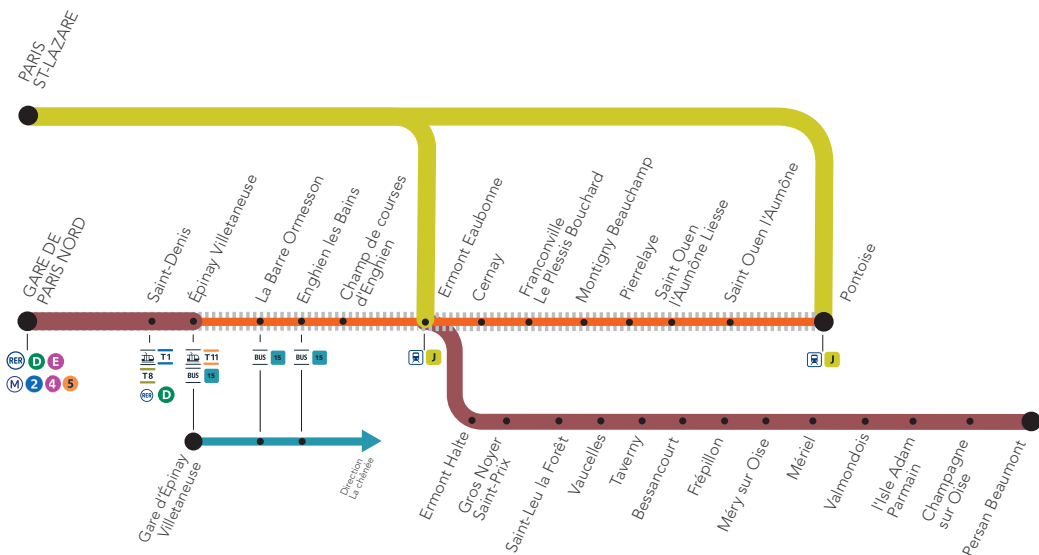 PARIS
ST-LAZARE
GARE DE
PARIS NORD
Saint-Denis
Épinay Villetaneuse
La Barre Ormesson
Enghien les Bains
Champ de courses
d'Enghien
Ermont Eaubonne
Cernay
Franconville
Le Plessis Bouchard
Montigny Beauchamp
Pierrelaye
Saint Ouen
l'Aumône Liesse
Saint Ouen l'Aumône
Pontoise
RER D E
M 2 4 5
T1
T8
RER D
T11
BUS 15
BUS 15
BUS 15
J
J
Gare d'Épinay
Villetaneuse
Direction
La chênée
Ermont Halte
Gros Noyer
Saint-Prix
Saint-Leu la Forêt
Vaucelles
Taverny
Bessancourt
Frépillon
Méry sur Oise
Mériel
Valmondois
l'Isle Adam
Parmain
Champagne
sur Oise
Persan Beaumont